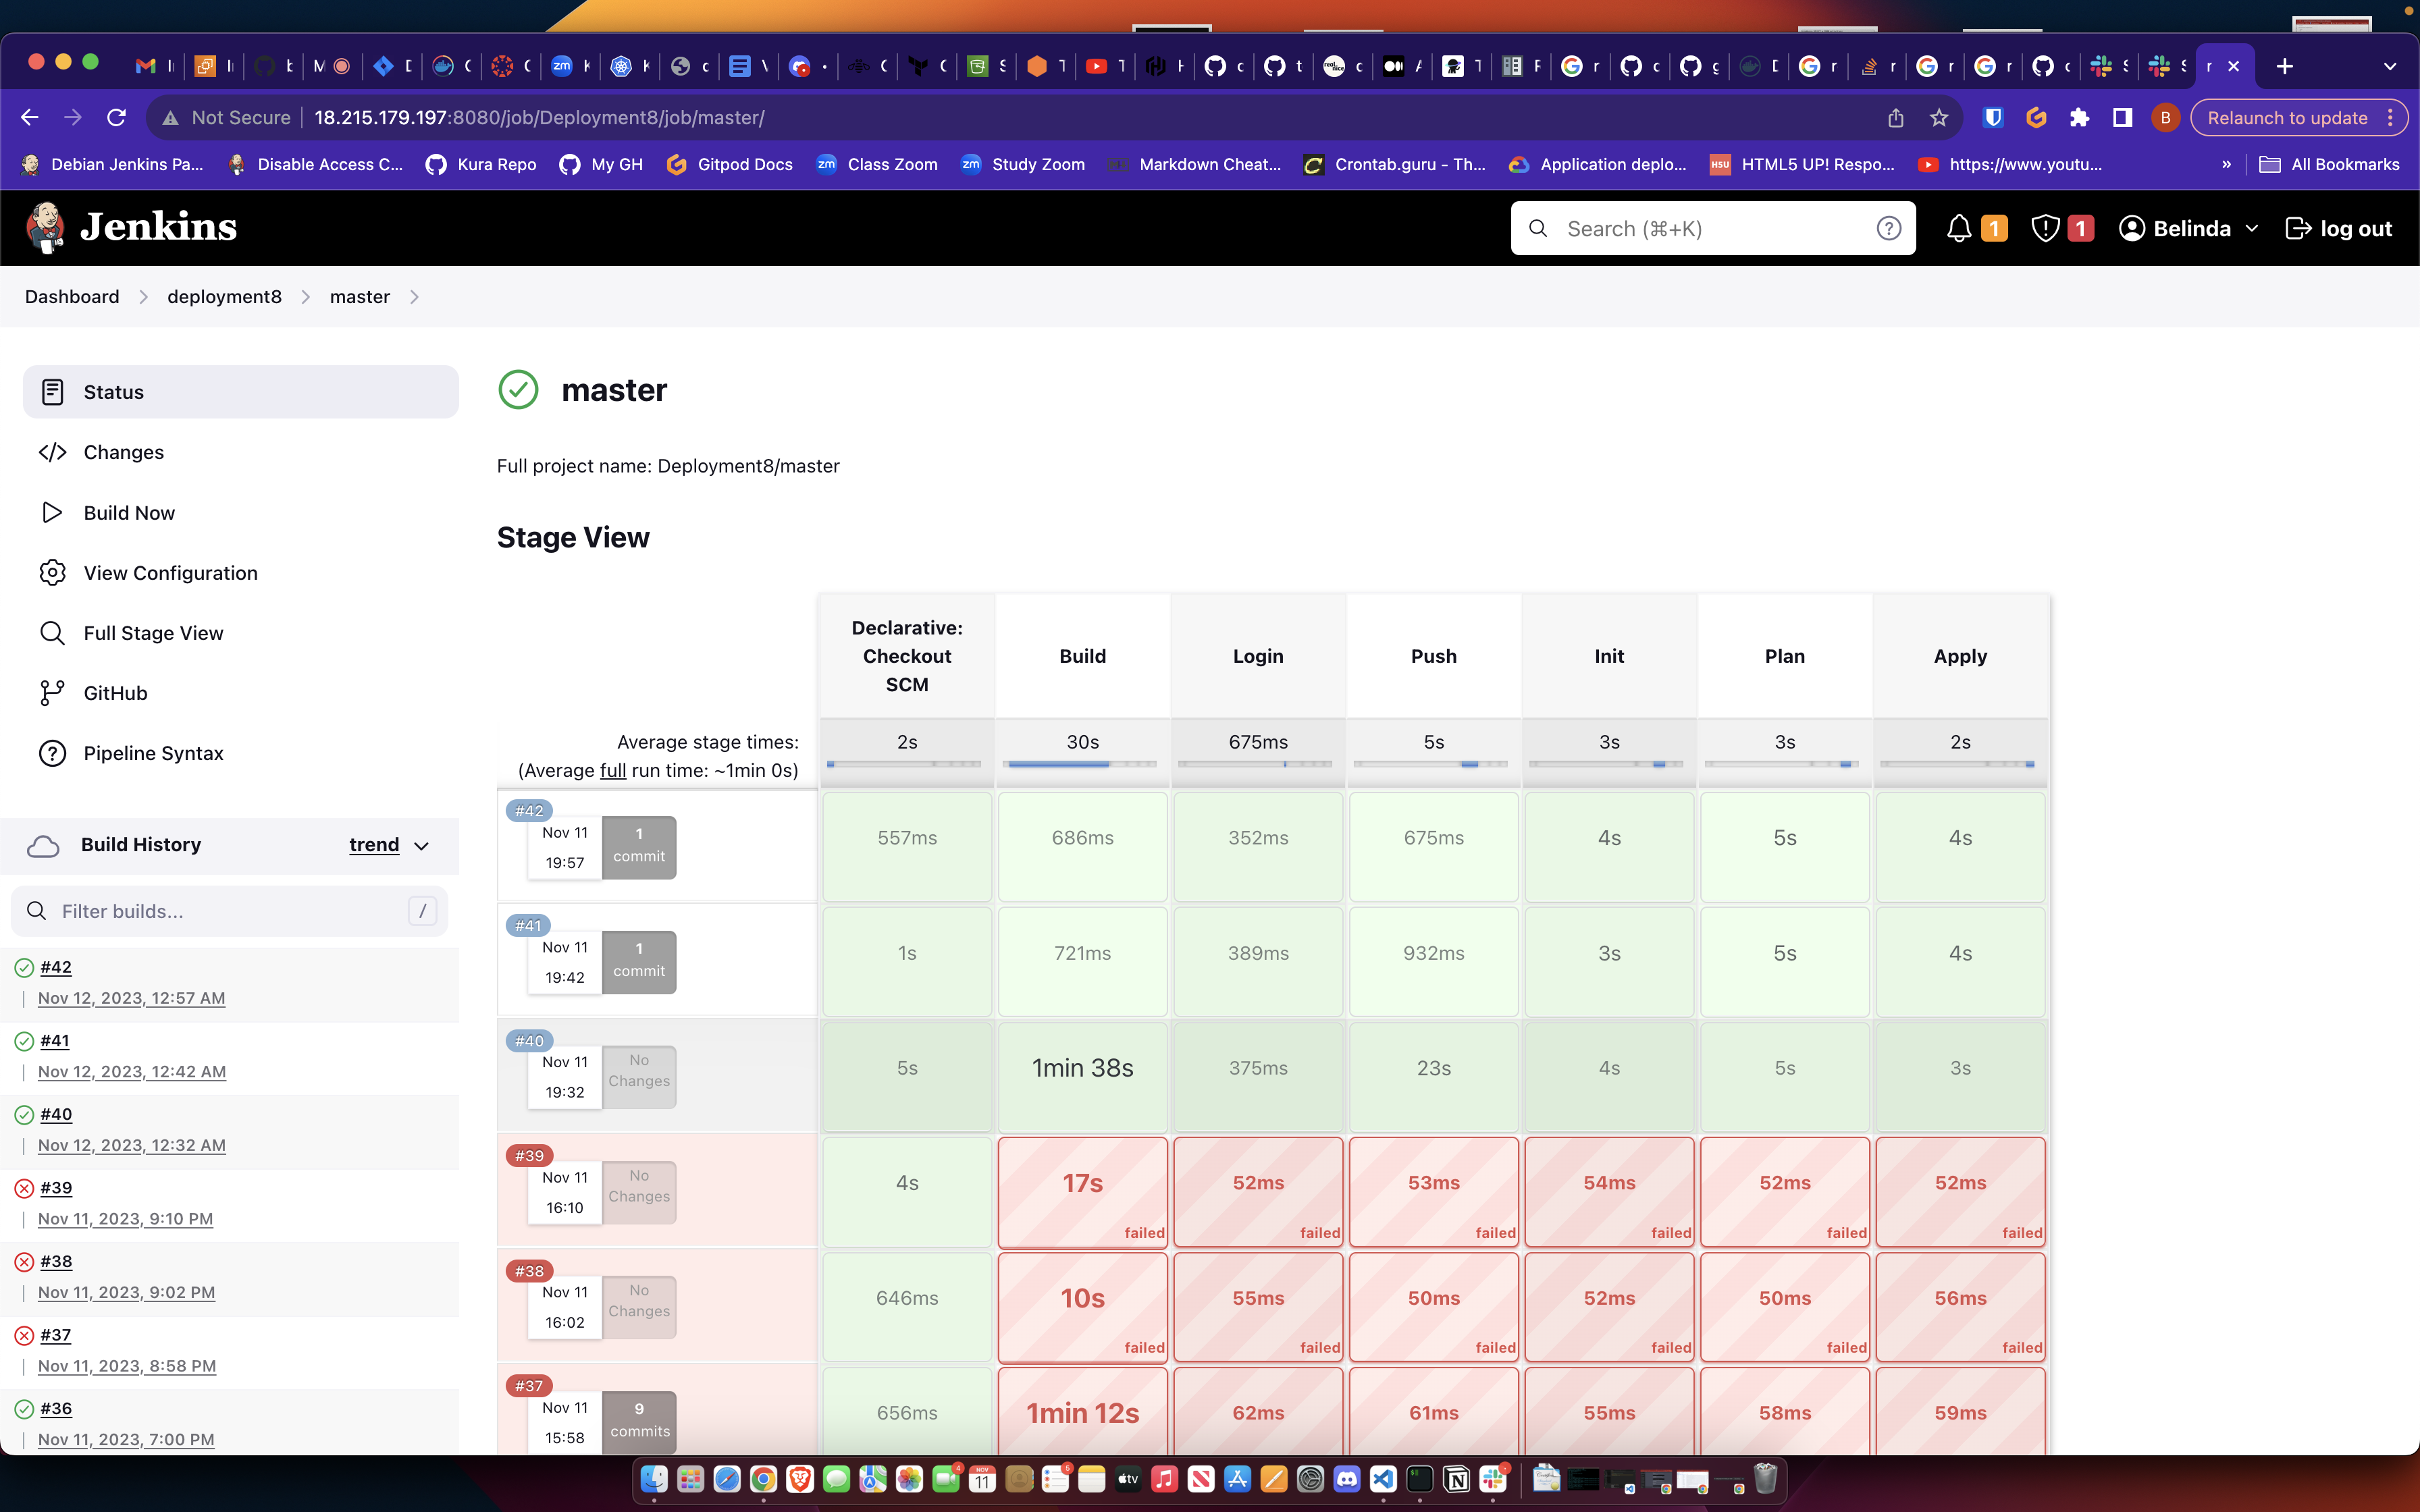 Not Secure 18.215.179.197:8080/job/Deployment8/job/master/
B Relaunch to update
Debian Jenkins Pa... Disable Access C... Kura Repo My GH Gitpod Docs Class Zoom Study Zoom Markdown Cheat... Crontab.guru - Th... Application deplo... HTML5 UP! Respo... https://www.youtu... » All Bookmarks
Jenkins
Search (⌘+K) ? 1 1 Belinda log out
Dashboard deployment8 master
Status
Changes
Build Now
View Configuration
Full Stage View
GitHub
Pipeline Syntax
Build History trend
Filter builds... /
#42
Nov 12, 2023, 12:57 AM
#41
Nov 12, 2023, 12:42 AM
#40
Nov 12, 2023, 12:32 AM
#39
Nov 11, 2023, 9:10 PM
#38
Nov 11, 2023, 9:02 PM
#37
Nov 11, 2023, 8:58 PM
#36
Nov 11, 2023, 7:00 PM
master
Full project name: Deployment8/master
Stage View
Declarative: Checkout SCM Build Login Push Init Plan Apply
Average stage times: 2s 30s 675ms 5s 3s 3s 2s
(Average full run time: ~1min 0s)
#42
Nov 11 19:57 1 commit 557ms 686ms 352ms 675ms 4s 5s 4s
#41
Nov 11 19:42 1 commit 1s 721ms 389ms 932ms 3s 5s 4s
#40
Nov 11 19:32 No Changes 5s 1min 38s 375ms 23s 4s 5s 3s
#39
Nov 11 16:10 No Changes 4s 17s 52ms 53ms 54ms 52ms 52ms
failed failed failed failed failed failed
#38
Nov 11 16:02 No Changes 646ms 10s 55ms 50ms 52ms 50ms 56ms
failed failed failed failed failed failed
#37
Nov 11 15:58 9 commits 656ms 1min 12s 62ms 61ms 55ms 58ms 59ms